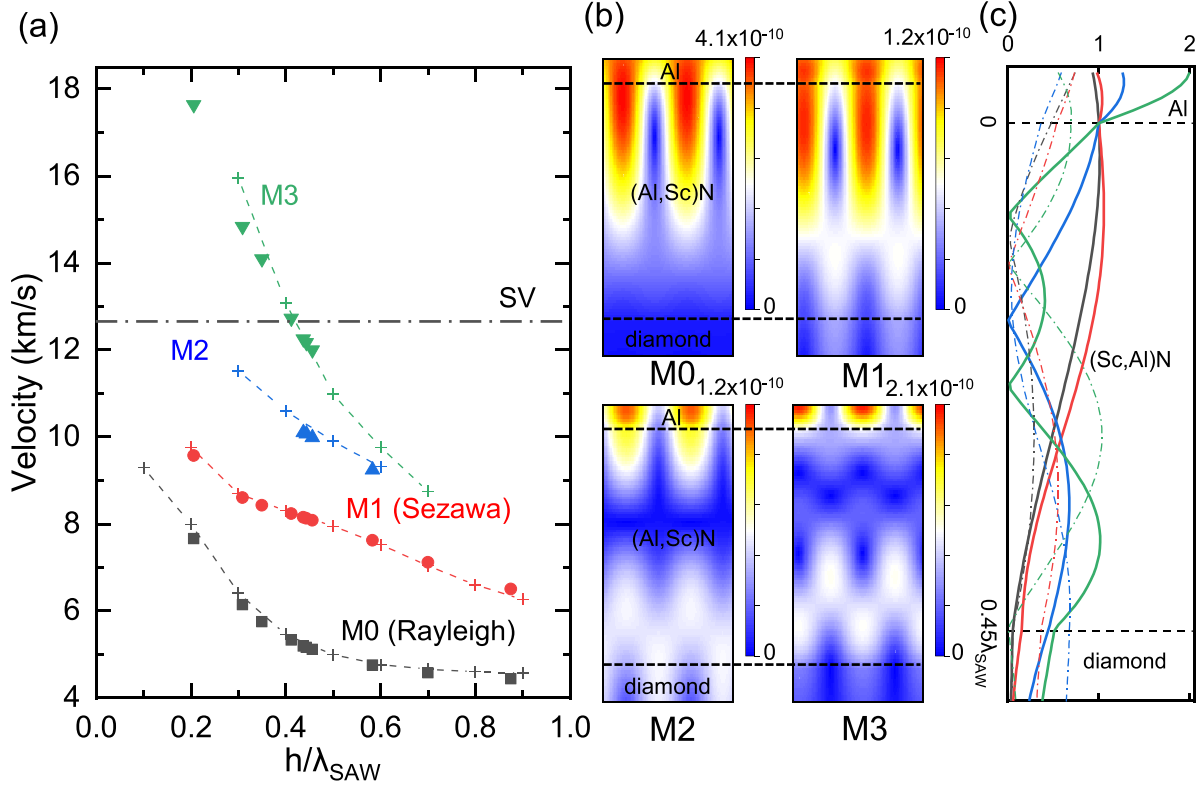 (a)
18
16
14
12
10
8
6
4
Velocity (km/s)
M3
SV
M2
M1 (Sezawa)
M0 (Rayleigh)
0.0 0.2 0.4 0.6 0.8 1.0
h/λSAW
(b)
4.1x10⁻¹⁰ 1.2x10⁻¹⁰
Al
(Al,Sc)N
0 0
diamond
M0 M1
1.2x10⁻¹⁰ 2.1x10⁻¹⁰
Al
(Al,Sc)N
0 0
diamond
M2 M3
(c)
0 1 2
Al
0
(Sc,Al)N
0.45λSAW
diamond